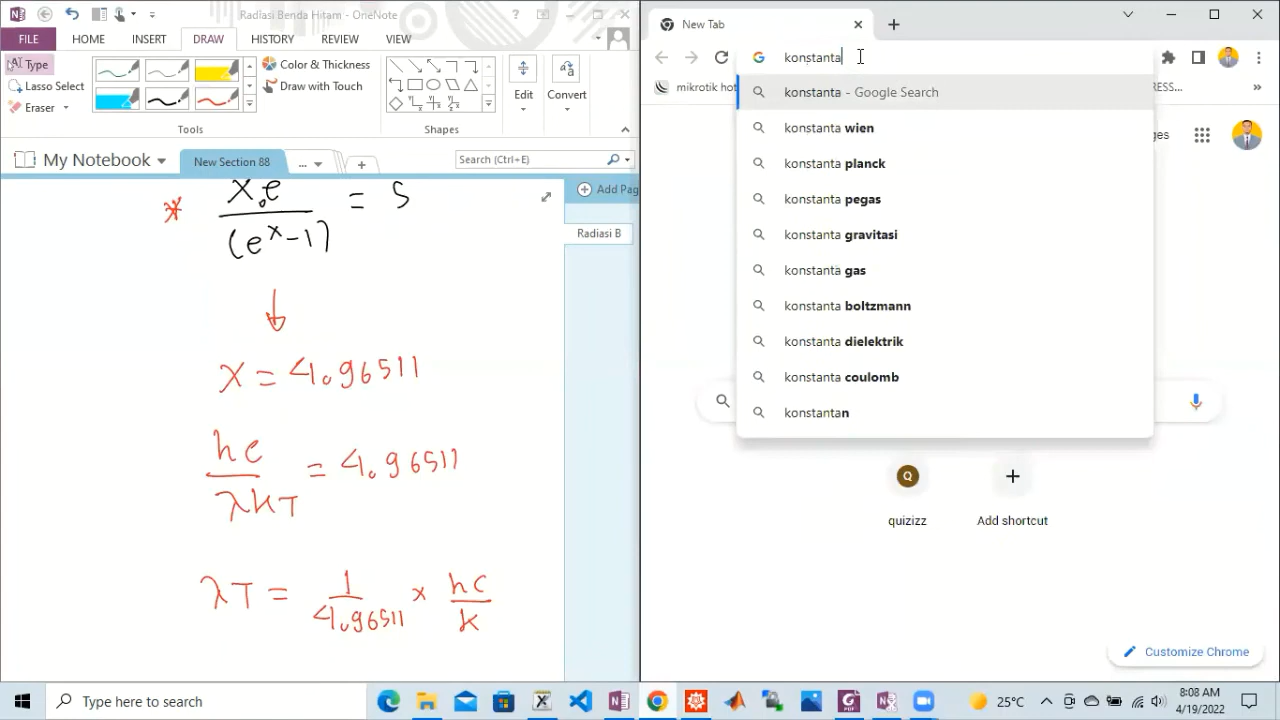 Radiasi Benda Hitam - OneNote
FILE HOME INSERT DRAW HISTORY REVIEW VIEW
Type
Lasso Select
Eraser
Color & Thickness
Draw with Touch
Edit
Convert
Tools
Shapes
My Notebook
New Section 88
...
Search (Ctrl+E)
Add Pag
Radiasi B
x.e
(e^x-1)
= 5
x = 4.96511
hc
λkT
= 4.96511
λT = 1
4.96511
× hc
k
New Tab
konstanta
konstanta - Google Search
konstanta wien
konstanta planck
konstanta pegas
konstanta gravitasi
konstanta gas
konstanta boltzmann
konstanta dielektrik
konstanta coulomb
konstantan
mikrotik hot
RESS...
»
ges
Q
quizizz
Add shortcut
Customize Chrome
Type here to search
25°C
8:08 AM
4/19/2022